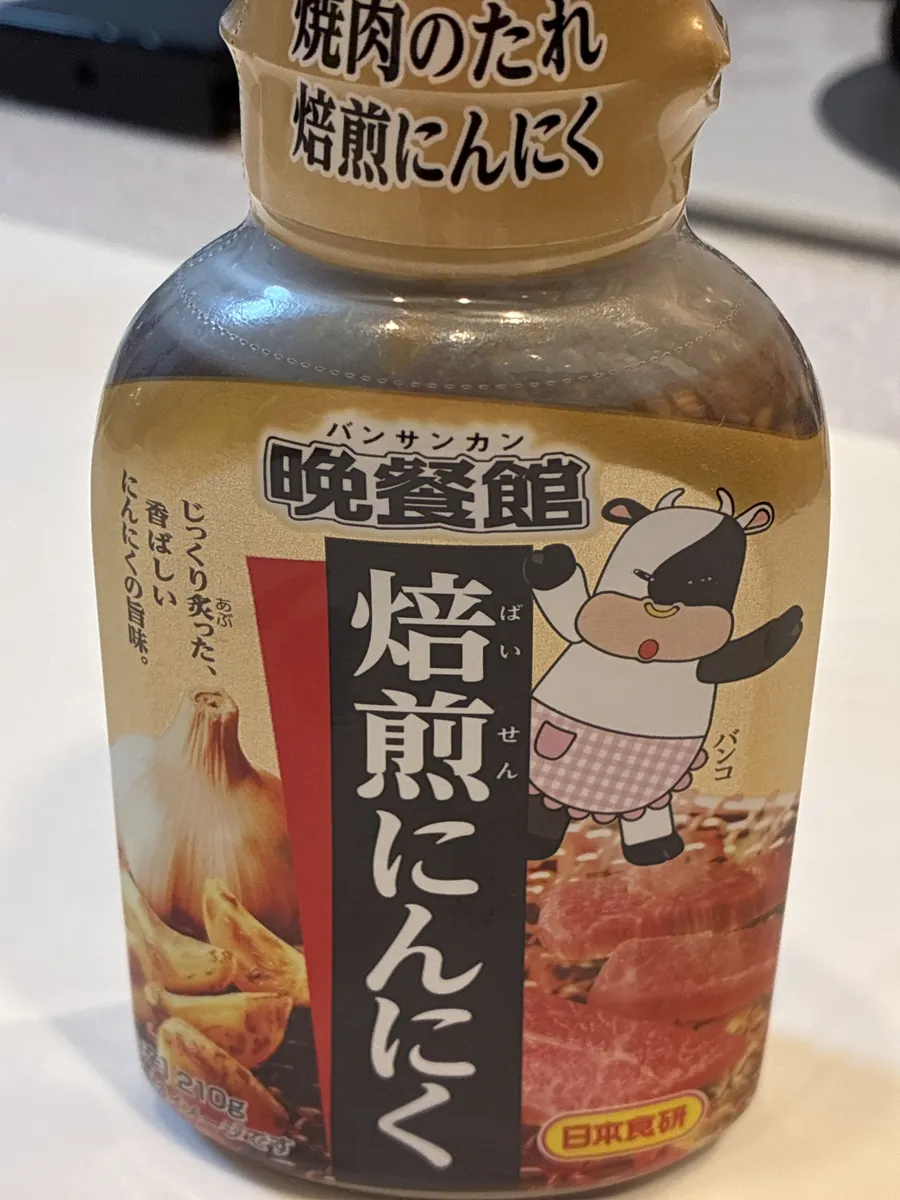 焼肉のたれ
焙煎にんにく
バンサンカン
晩餐館
じっくり炙った、
あぶ
香ばしい
にんにくの旨味。
焙煎にんにく
ばいせん
バンコ
210g
日本食研